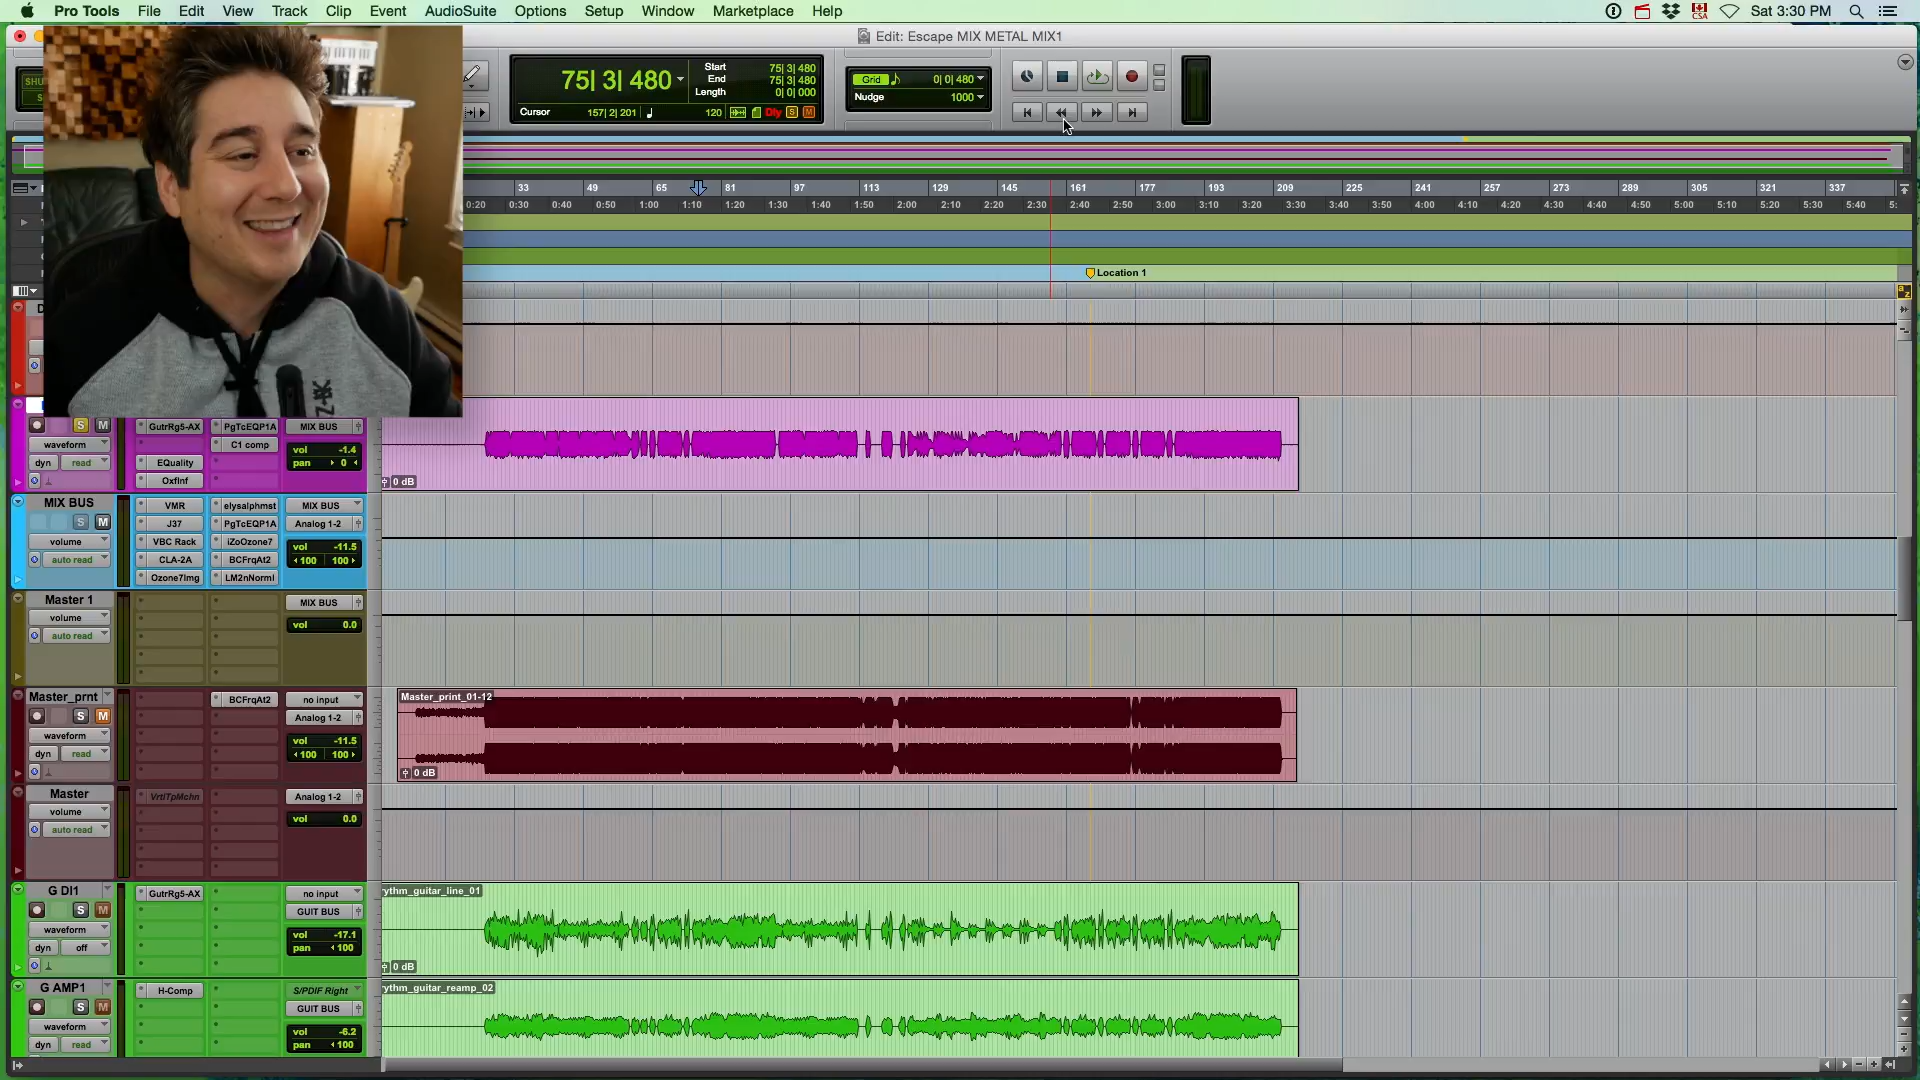 Pro Tools File Edit View Track Clip Event AudioSuite Options Setup Window Marketplace Help CSA Sat 3:30 PM
Edit: Escape MIX METAL MIX1
75| 3| 480
Start 75| 3| 480
End 75| 3| 480
Length 0| 0| 000
Cursor 157| 2| 201 120 Dly S M
Grid 0| 0| 480
Nudge 1000
33 49 65 81 97 113 129 145 161 177 193 209 225 241 257 273 289 305 321 337
0:20 0:30 0:40 0:50 1:00 1:10 1:20 1:30 1:40 1:50 2:00 2:10 2:20 2:30 2:40 2:50 3:00 3:10 3:20 3:30 3:40 3:50 4:00 4:10 4:20 4:30 4:40 4:50 5:00 5:10 5:20 5:30 5:40 5:
Location 1
S M GutrRg5-AX PgTcEQP1A MIX BUS
waveform C1 comp vol -1.4
dyn read EQuality pan 0
OxfInf 0 dB
MIX BUS VMR elysalphmst MIX BUS
S M J37 PgTcEQP1A Analog 1-2
volume VBC Rack iZoOzone7 vol -11.5
auto read CLA-2A BCFrqAt2 100 100
Ozone7Img LM2nNorml
Master 1 MIX BUS
volume vol 0.0
auto read
Master_prnt BCFrqAt2 no input Master_print_01-12
S M Analog 1-2
waveform vol -11.5
dyn read 100 100
0 dB
Master VrtlTpMchn Analog 1-2
volume vol 0.0
auto read
G DI1 GutrRg5-AX no input ythm_guitar_line_01
S M GUIT BUS
waveform vol -17.1
dyn off pan 100
0 dB
G AMP1 H-Comp S/PDIF Right ythm_guitar_reamp_02
S M GUIT BUS
waveform vol -6.2
dyn read pan 100